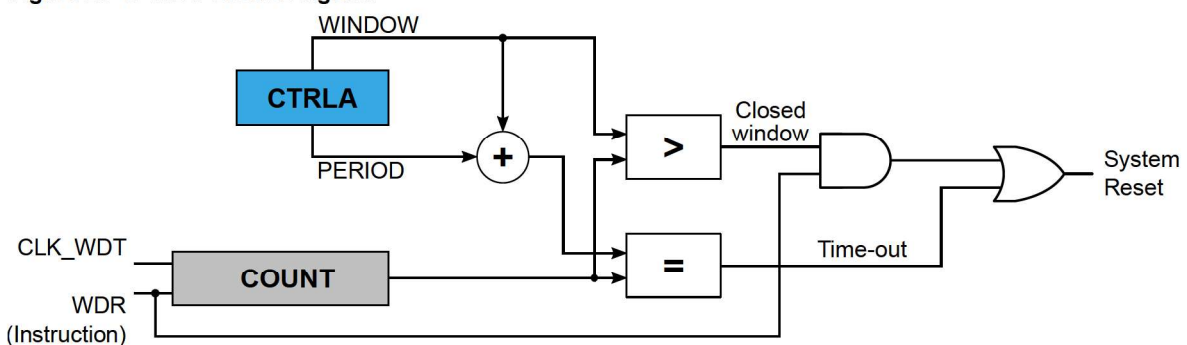 WINDOW
CTRLA
PERIOD
+
>
Closed
window
System
Reset
CLK_WDT
COUNT
=
Time-out
WDR
(Instruction)